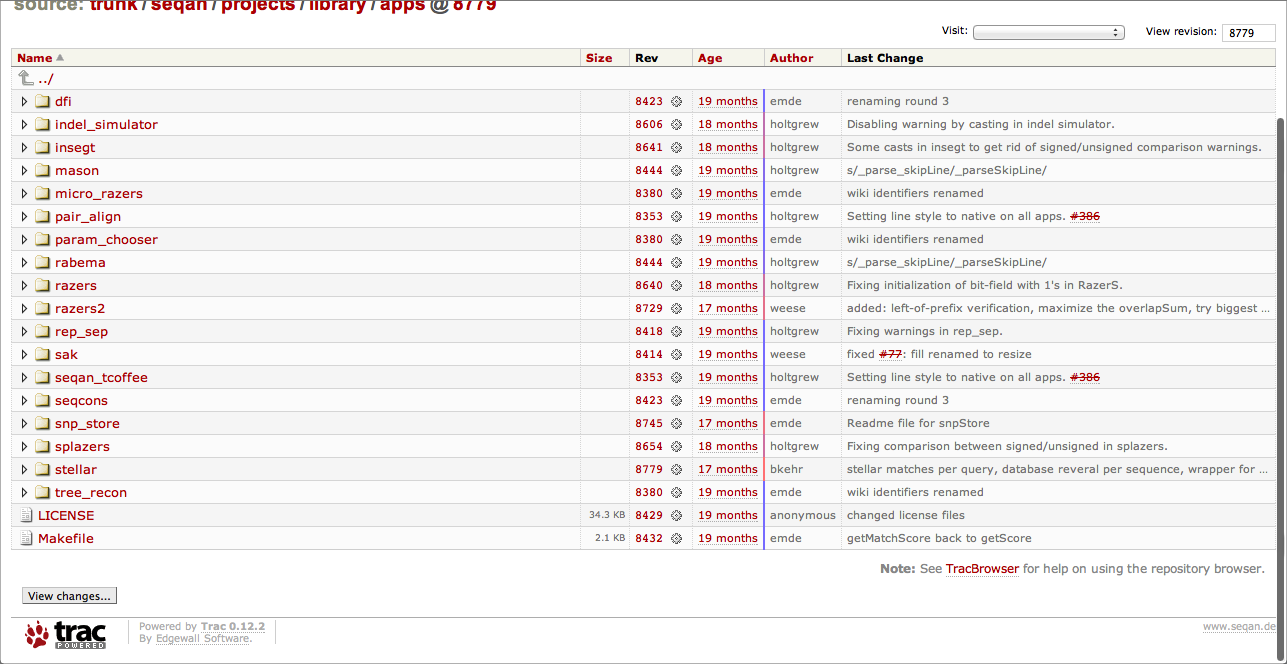 source: trunk / seqan / projects / library / apps @ 8779
Visit: View revision: 8779
Name Size Rev Age Author Last Change
../
dfi 8423 19 months emde renaming round 3
indel_simulator 8606 18 months holtgrew Disabling warning by casting in indel simulator.
insegt 8641 18 months holtgrew Some casts in insegt to get rid of signed/unsigned comparison warnings.
mason 8444 19 months holtgrew s/_parse_skipLine/_parseSkipLine/
micro_razers 8380 19 months emde wiki identifiers renamed
pair_align 8353 19 months holtgrew Setting line style to native on all apps. #386
param_chooser 8380 19 months emde wiki identifiers renamed
rabema 8444 19 months holtgrew s/_parse_skipLine/_parseSkipLine/
razers 8640 18 months holtgrew Fixing initialization of bit-field with 1's in RazerS.
razers2 8729 17 months weese added: left-of-prefix verification, maximize the overlapSum, try biggest ...
rep_sep 8418 19 months holtgrew Fixing warnings in rep_sep.
sak 8414 19 months weese fixed #77: fill renamed to resize
seqan_tcoffee 8353 19 months holtgrew Setting line style to native on all apps. #386
seqcons 8423 19 months emde renaming round 3
snp_store 8745 17 months emde Readme file for snpStore
splazers 8654 18 months holtgrew Fixing comparison between signed/unsigned in splazers.
stellar 8779 17 months bkehr stellar matches per query, database reveral per sequence, wrapper for ...
tree_recon 8380 19 months emde wiki identifiers renamed
LICENSE 34.3 KB 8429 19 months anonymous changed license files
Makefile 2.1 KB 8432 19 months emde getMatchScore back to getScore
Note: See TracBrowser for help on using the repository browser.
View changes...
trac POWERED
Powered by Trac 0.12.2
By Edgewall Software.
www.seqan.de